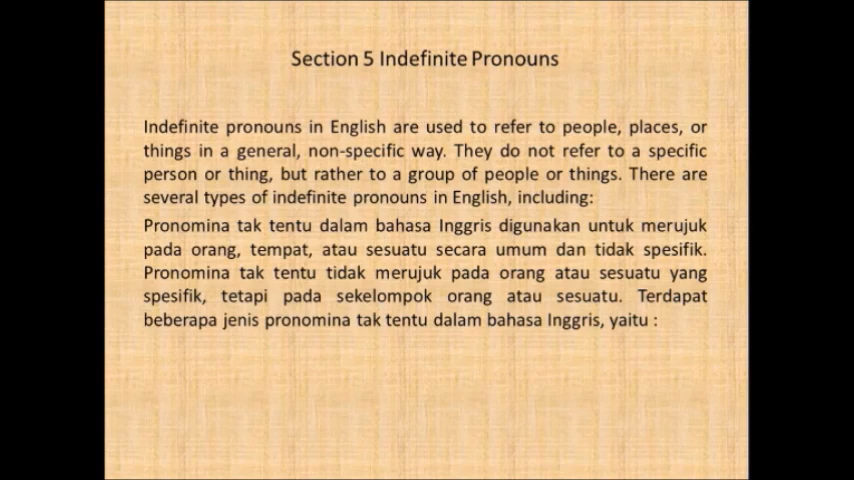 Section 5 Indefinite Pronouns
Indefinite pronouns in English are used to refer to people, places, or
things in a general, non-specific way. They do not refer to a specific
person or thing, but rather to a group of people or things. There are
several types of indefinite pronouns in English, including:
Pronomina tak tentu dalam bahasa Inggris digunakan untuk merujuk
pada orang, tempat, atau sesuatu secara umum dan tidak spesifik.
Pronomina tak tentu tidak merujuk pada orang atau sesuatu yang
spesifik, tetapi pada sekelompok orang atau sesuatu. Terdapat
beberapa jenis pronomina tak tentu dalam bahasa Inggris, yaitu :